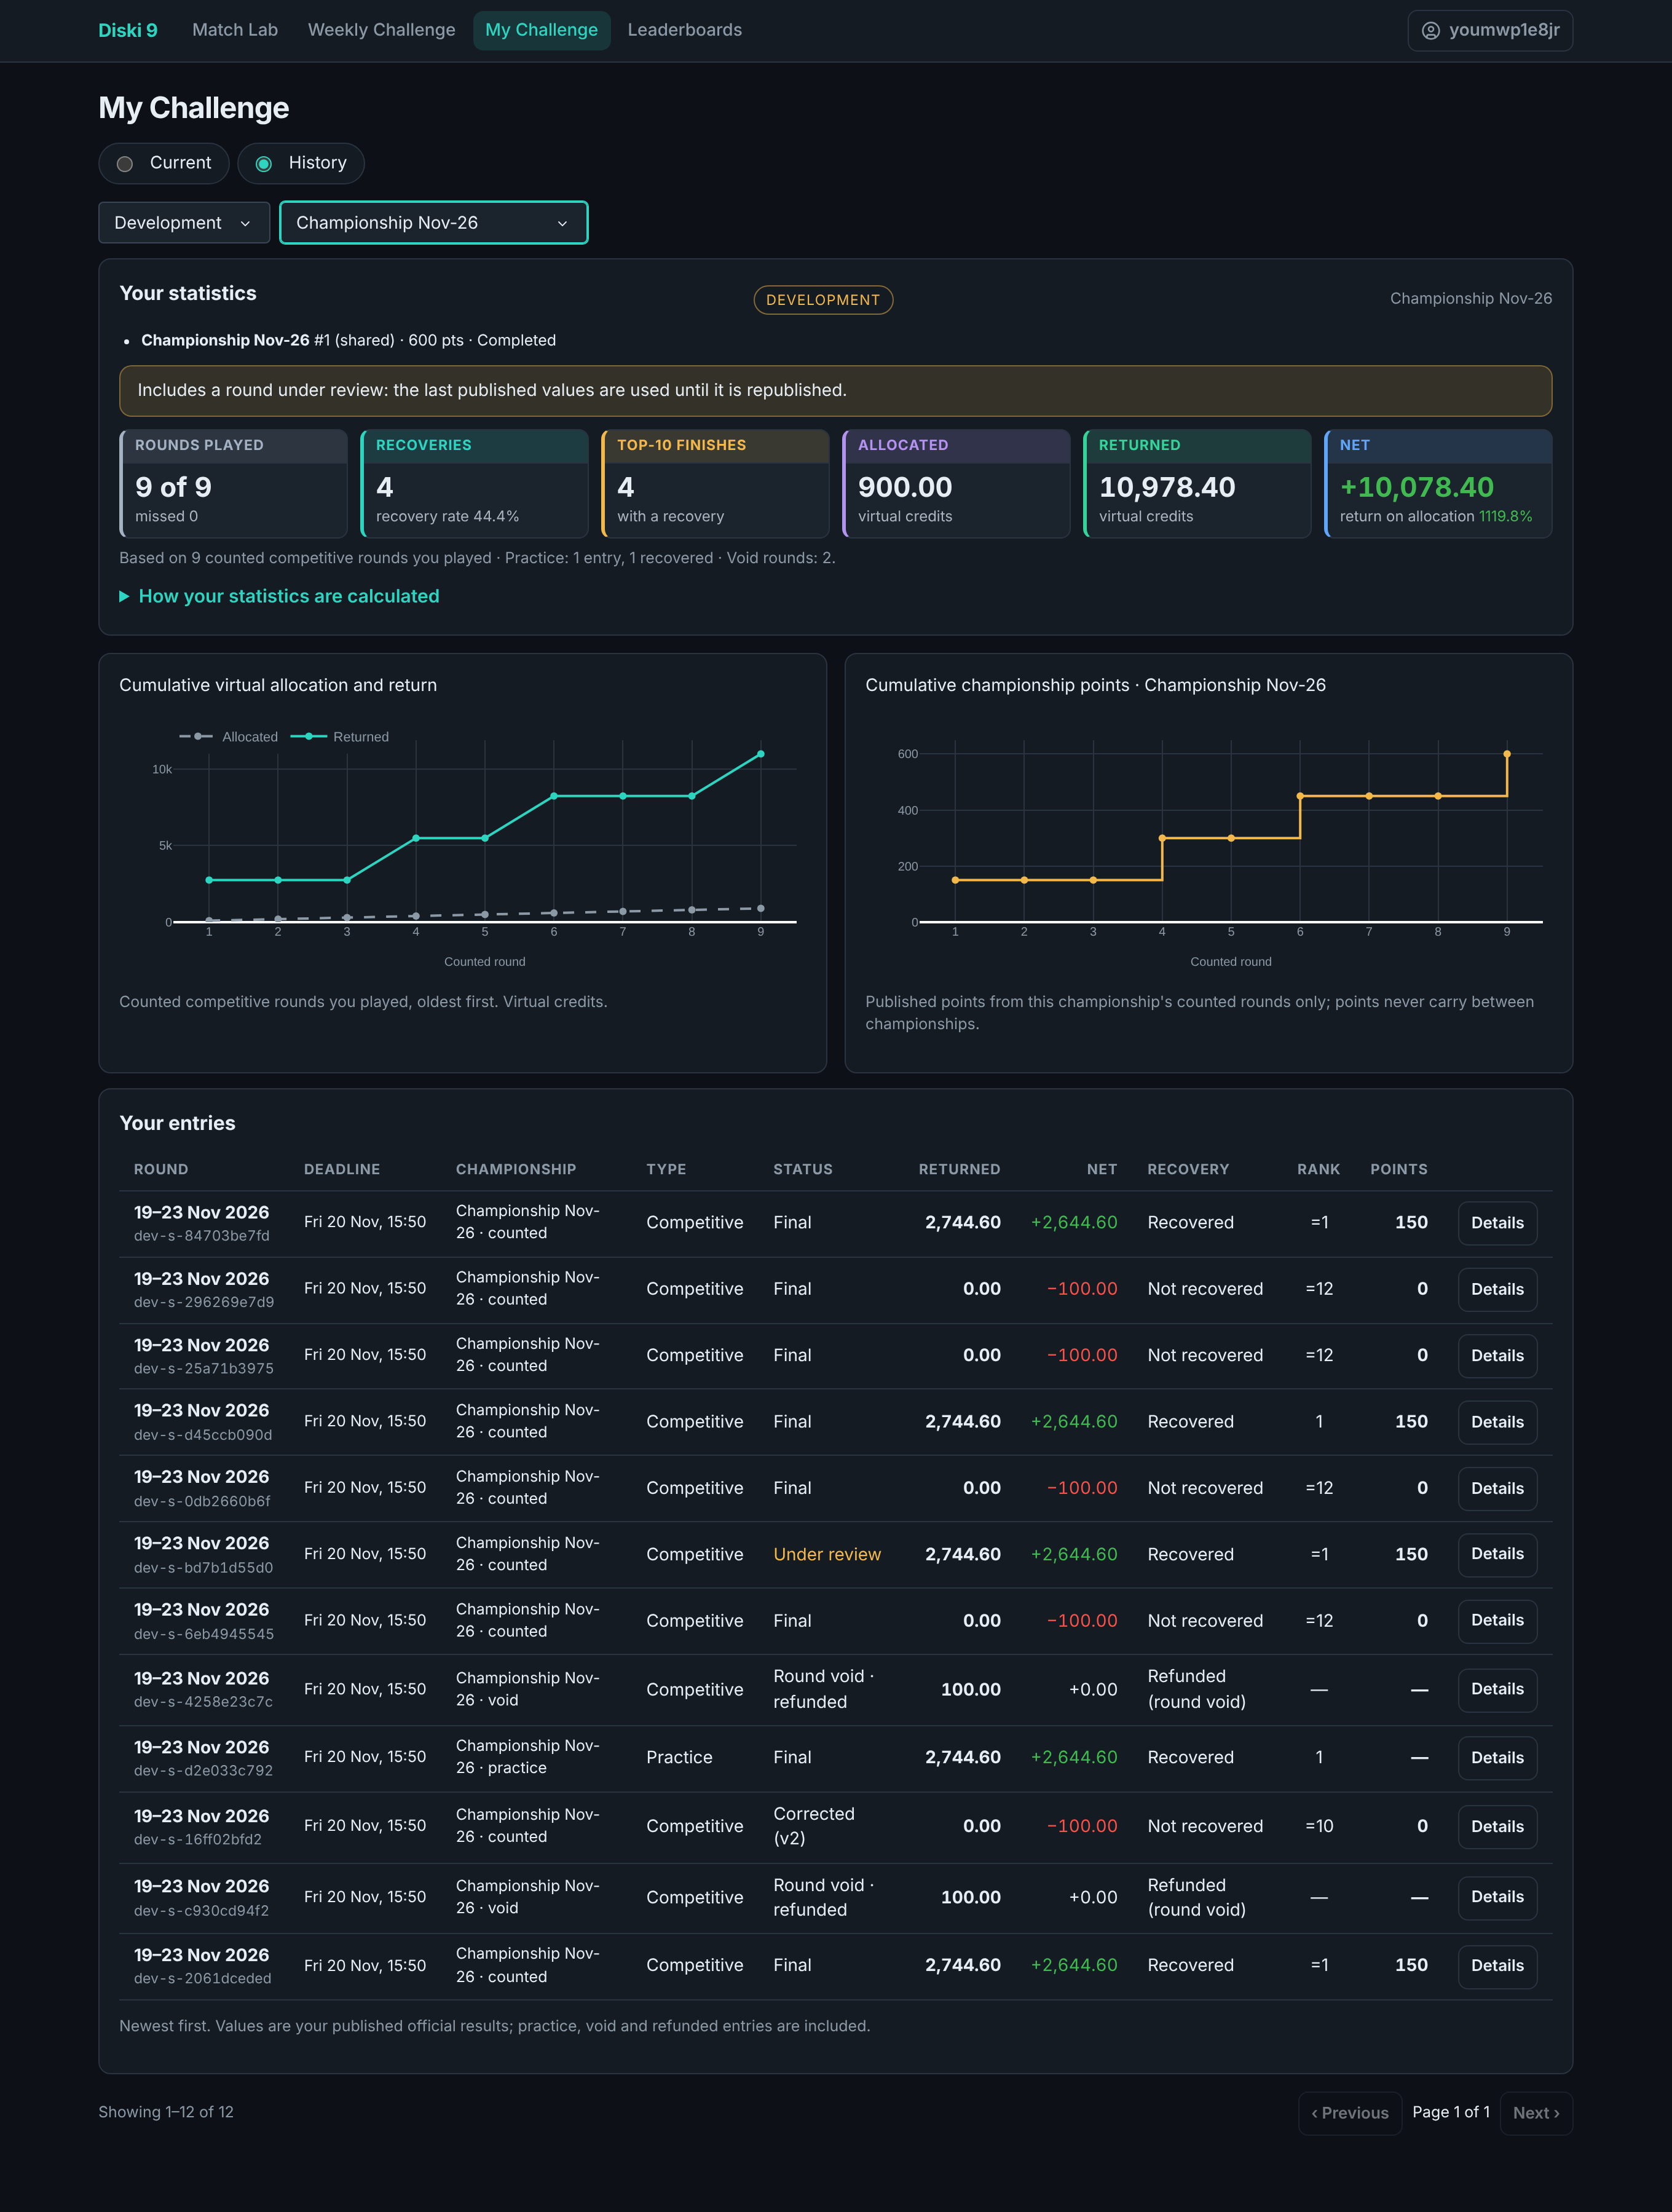 Diski 9 Match Lab Weekly Challenge My Challenge Leaderboards youmwp1e8jr
My Challenge
Current History
Development Championship Nov-26
Your statistics DEVELOPMENT Championship Nov-26
• Championship Nov-26 #1 (shared) · 600 pts · Completed
Includes a round under review: the last published values are used until it is republished.
ROUNDS PLAYED RECOVERIES TOP-10 FINISHES ALLOCATED RETURNED NET
9 of 9 4 4 900.00 10,978.40 +10,078.40
missed 0 recovery rate 44.4% with a recovery virtual credits virtual credits return on allocation 1119.8%
Based on 9 counted competitive rounds you played · Practice: 1 entry, 1 recovered · Void rounds: 2.
▶ How your statistics are calculated
Cumulative virtual allocation and return
Allocated Returned
10k
5k
0
1 2 3 4 5 6 7 8 9
Counted round
Counted competitive rounds you played, oldest first. Virtual credits.
Cumulative championship points · Championship Nov-26
600
400
200
0
1 2 3 4 5 6 7 8 9
Counted round
Published points from this championship's counted rounds only; points never carry between
championships.
Your entries
ROUND DEADLINE CHAMPIONSHIP TYPE STATUS RETURNED NET RECOVERY RANK POINTS
19–23 Nov 2026 Fri 20 Nov, 15:50 Championship Nov- Competitive Final 2,744.60 +2,644.60 Recovered =1 150 Details
dev-s-84703be7fd 26 · counted
19–23 Nov 2026 Fri 20 Nov, 15:50 Championship Nov- Competitive Final 0.00 −100.00 Not recovered =12 0 Details
dev-s-296269e7d9 26 · counted
19–23 Nov 2026 Fri 20 Nov, 15:50 Championship Nov- Competitive Final 0.00 −100.00 Not recovered =12 0 Details
dev-s-25a71b3975 26 · counted
19–23 Nov 2026 Fri 20 Nov, 15:50 Championship Nov- Competitive Final 2,744.60 +2,644.60 Recovered 1 150 Details
dev-s-d45ccb090d 26 · counted
19–23 Nov 2026 Fri 20 Nov, 15:50 Championship Nov- Competitive Final 0.00 −100.00 Not recovered =12 0 Details
dev-s-0db2660b6f 26 · counted
19–23 Nov 2026 Fri 20 Nov, 15:50 Championship Nov- Competitive Under review 2,744.60 +2,644.60 Recovered =1 150 Details
dev-s-bd7b1d55d0 26 · counted
19–23 Nov 2026 Fri 20 Nov, 15:50 Championship Nov- Competitive Final 0.00 −100.00 Not recovered =12 0 Details
dev-s-6eb4945545 26 · counted
19–23 Nov 2026 Fri 20 Nov, 15:50 Championship Nov- Competitive Round void · 100.00 +0.00 Refunded — — Details
dev-s-4258e23c7c 26 · void refunded (round void)
19–23 Nov 2026 Fri 20 Nov, 15:50 Championship Nov- Practice Final 2,744.60 +2,644.60 Recovered 1 — Details
dev-s-d2e033c792 26 · practice
19–23 Nov 2026 Fri 20 Nov, 15:50 Championship Nov- Competitive Corrected 0.00 −100.00 Not recovered =10 0 Details
dev-s-16ff02bfd2 26 · counted (v2)
19–23 Nov 2026 Fri 20 Nov, 15:50 Championship Nov- Competitive Round void · 100.00 +0.00 Refunded — — Details
dev-s-c930cd94f2 26 · void refunded (round void)
19–23 Nov 2026 Fri 20 Nov, 15:50 Championship Nov- Competitive Final 2,744.60 +2,644.60 Recovered =1 150 Details
dev-s-2061dceded 26 · counted
Newest first. Values are your published official results; practice, void and refunded entries are included.
Showing 1–12 of 12 ‹ Previous Page 1 of 1 Next ›